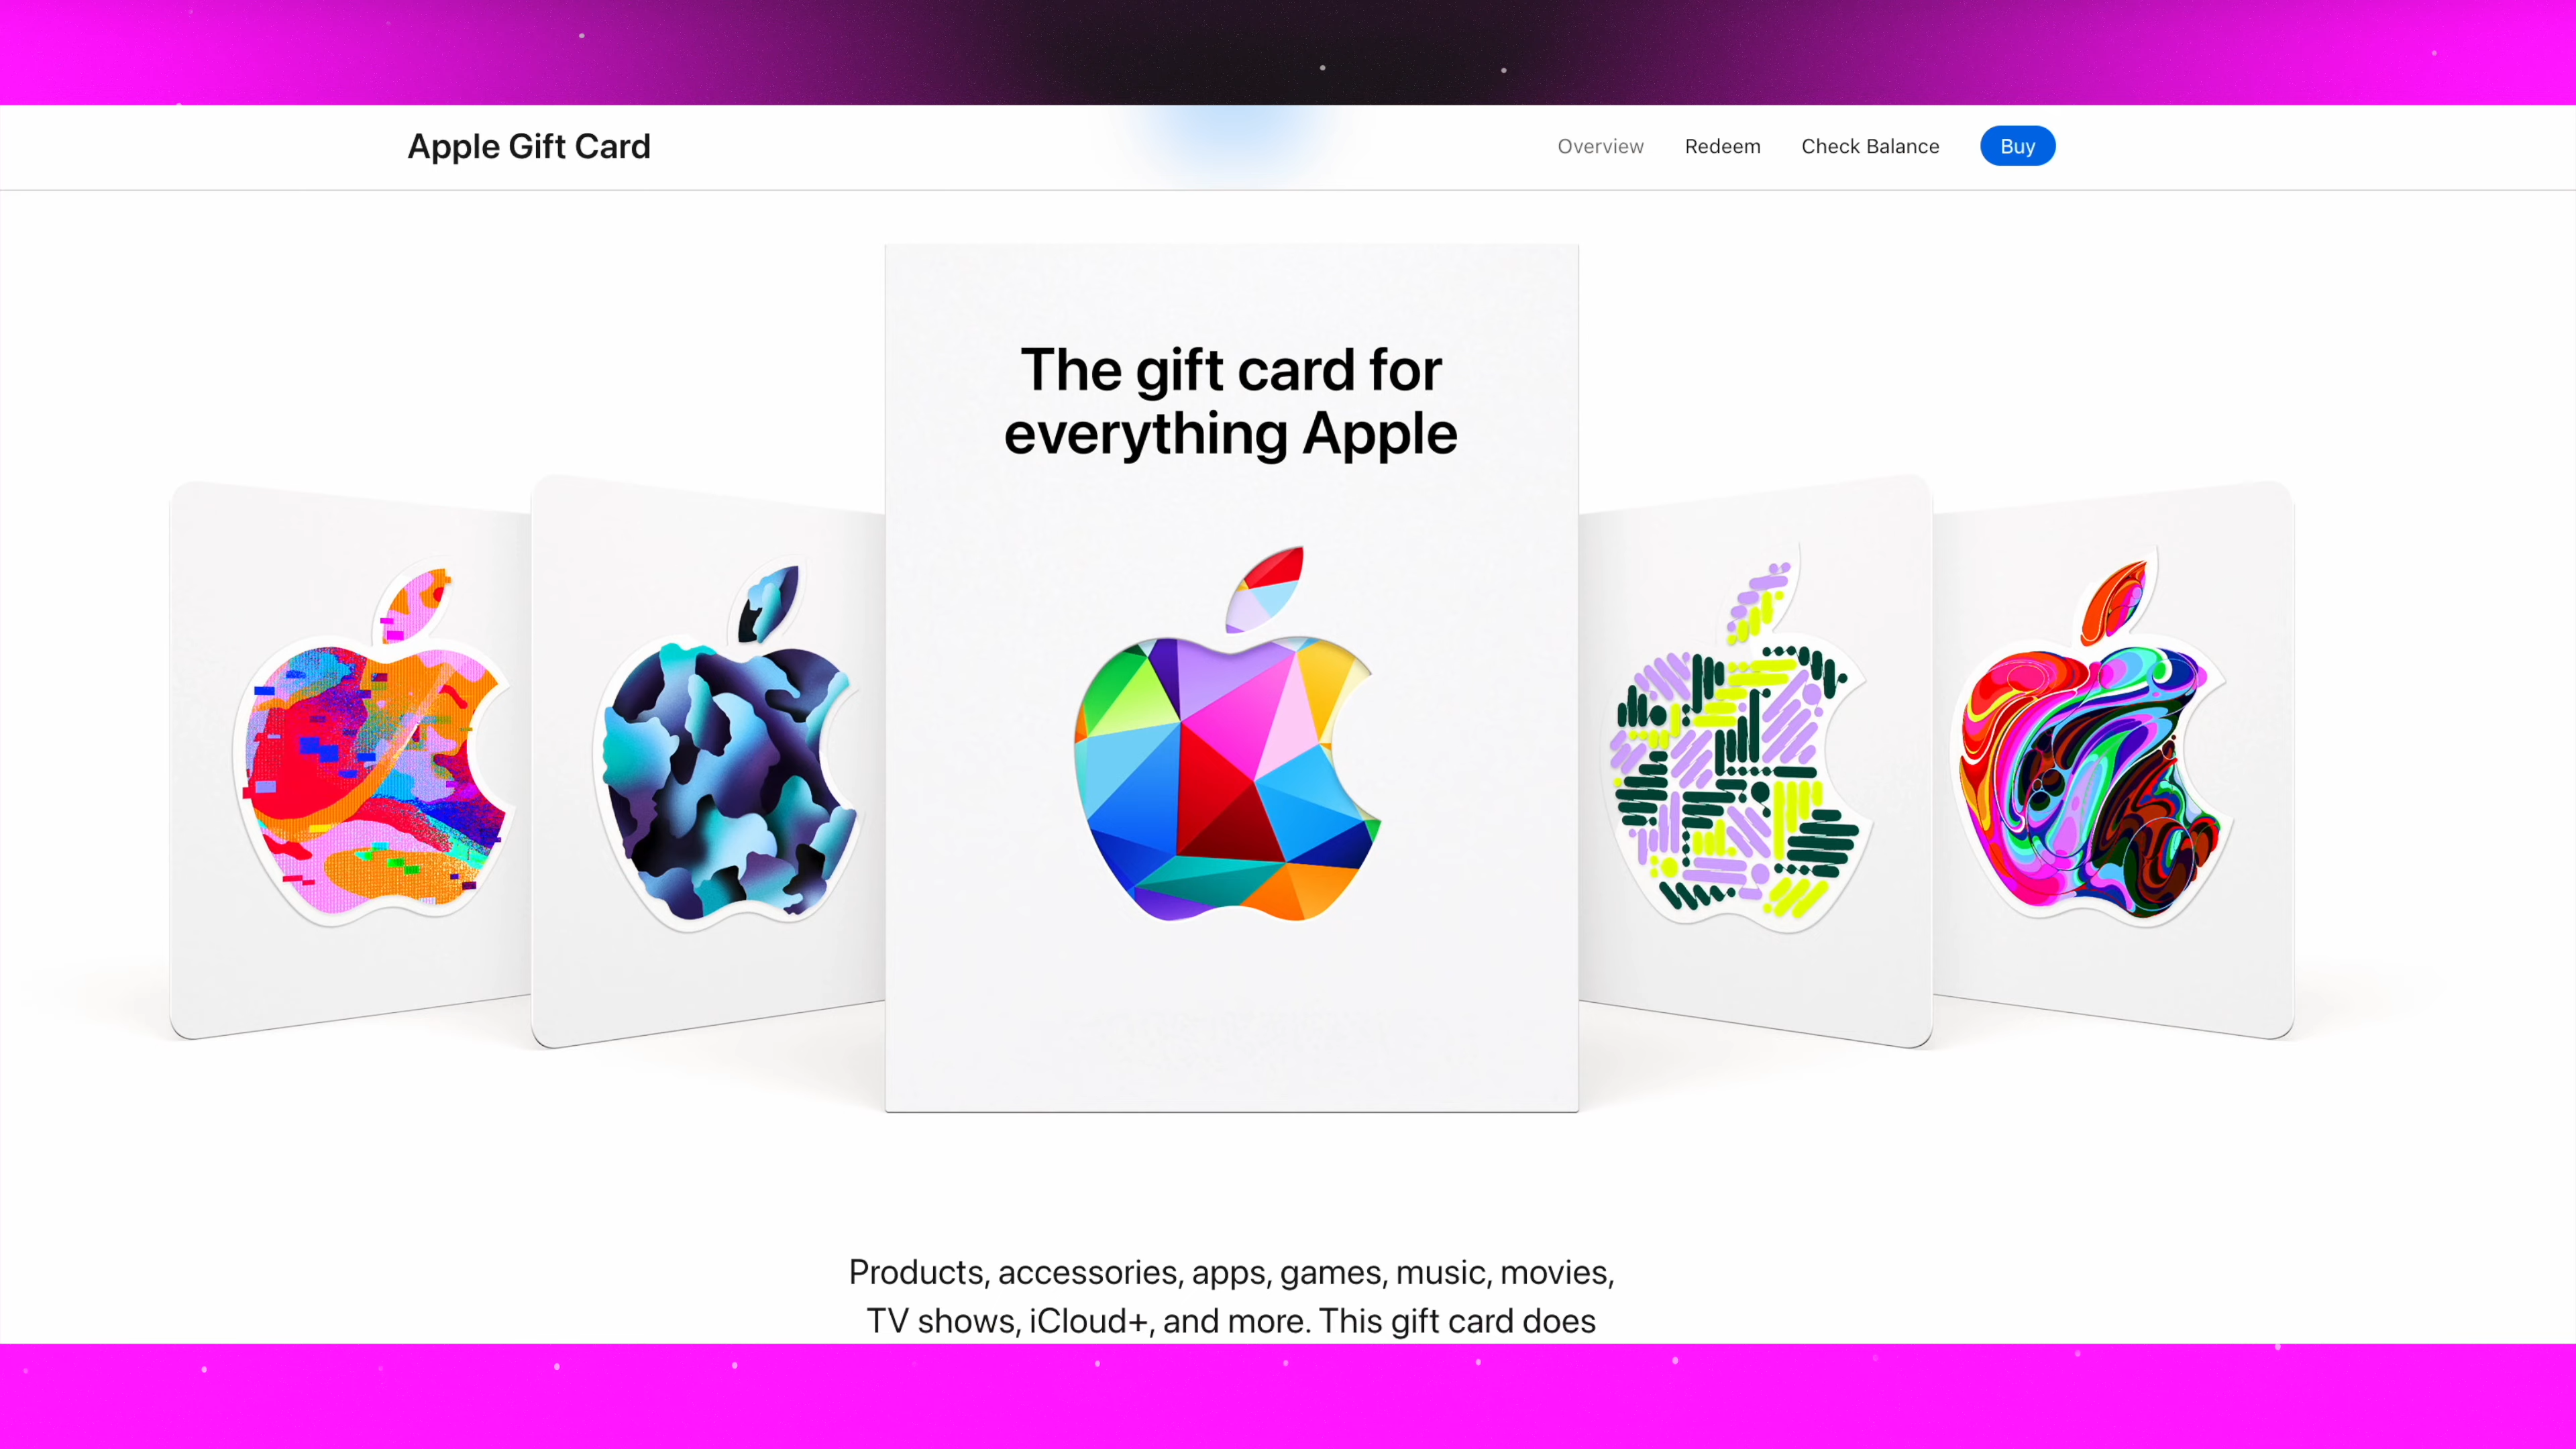 Apple Gift Card
Overview Redeem Check Balance Buy
The gift card for
everything Apple
Products, accessories, apps, games, music, movies,
TV shows, iCloud+, and more. This gift card does